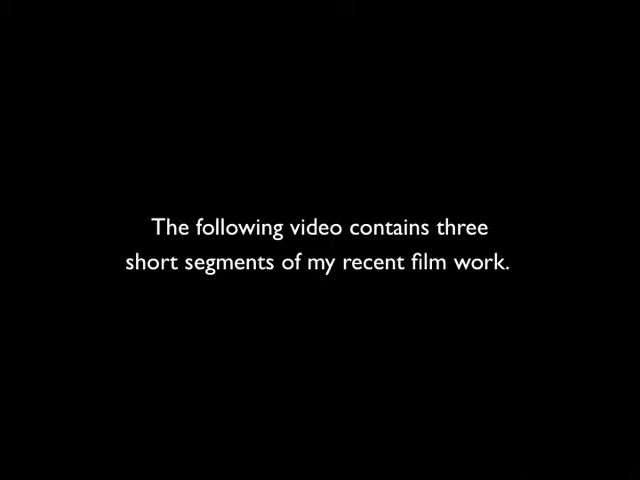 The following video contains three
short segments of my recent film work.